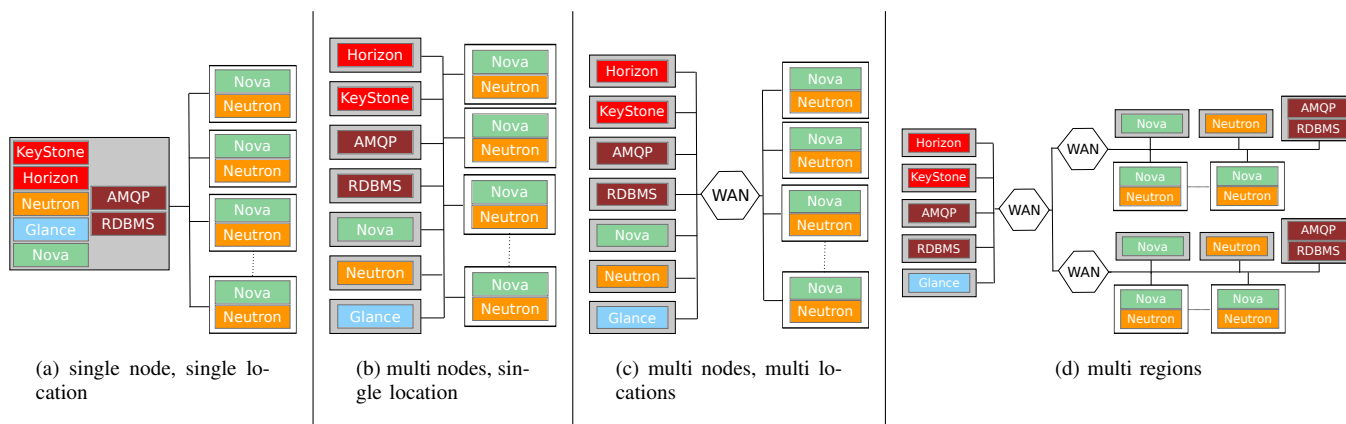 KeyStone
Horizon
Neutron
Glance
Nova
AMQP
RDBMS
Nova
Neutron
Nova
Neutron
Nova
Neutron
Nova
Neutron
(a) single node, single lo-
cation
Horizon
KeyStone
AMQP
RDBMS
Nova
Neutron
Glance
Nova
Neutron
Nova
Neutron
Nova
Neutron
Nova
Neutron
(b) multi nodes, sin-
gle location
Horizon
KeyStone
AMQP
RDBMS
Nova
Neutron
Glance
WAN
Nova
Neutron
Nova
Neutron
Nova
Neutron
Nova
Neutron
(c) multi nodes, multi lo-
cations
Horizon
KeyStone
AMQP
RDBMS
Glance
WAN
WAN
Nova
Neutron
AMQP
RDBMS
Nova
Neutron
Nova
Neutron
WAN
Nova
Neutron
AMQP
RDBMS
Nova
Neutron
Nova
Neutron
(d) multi regions